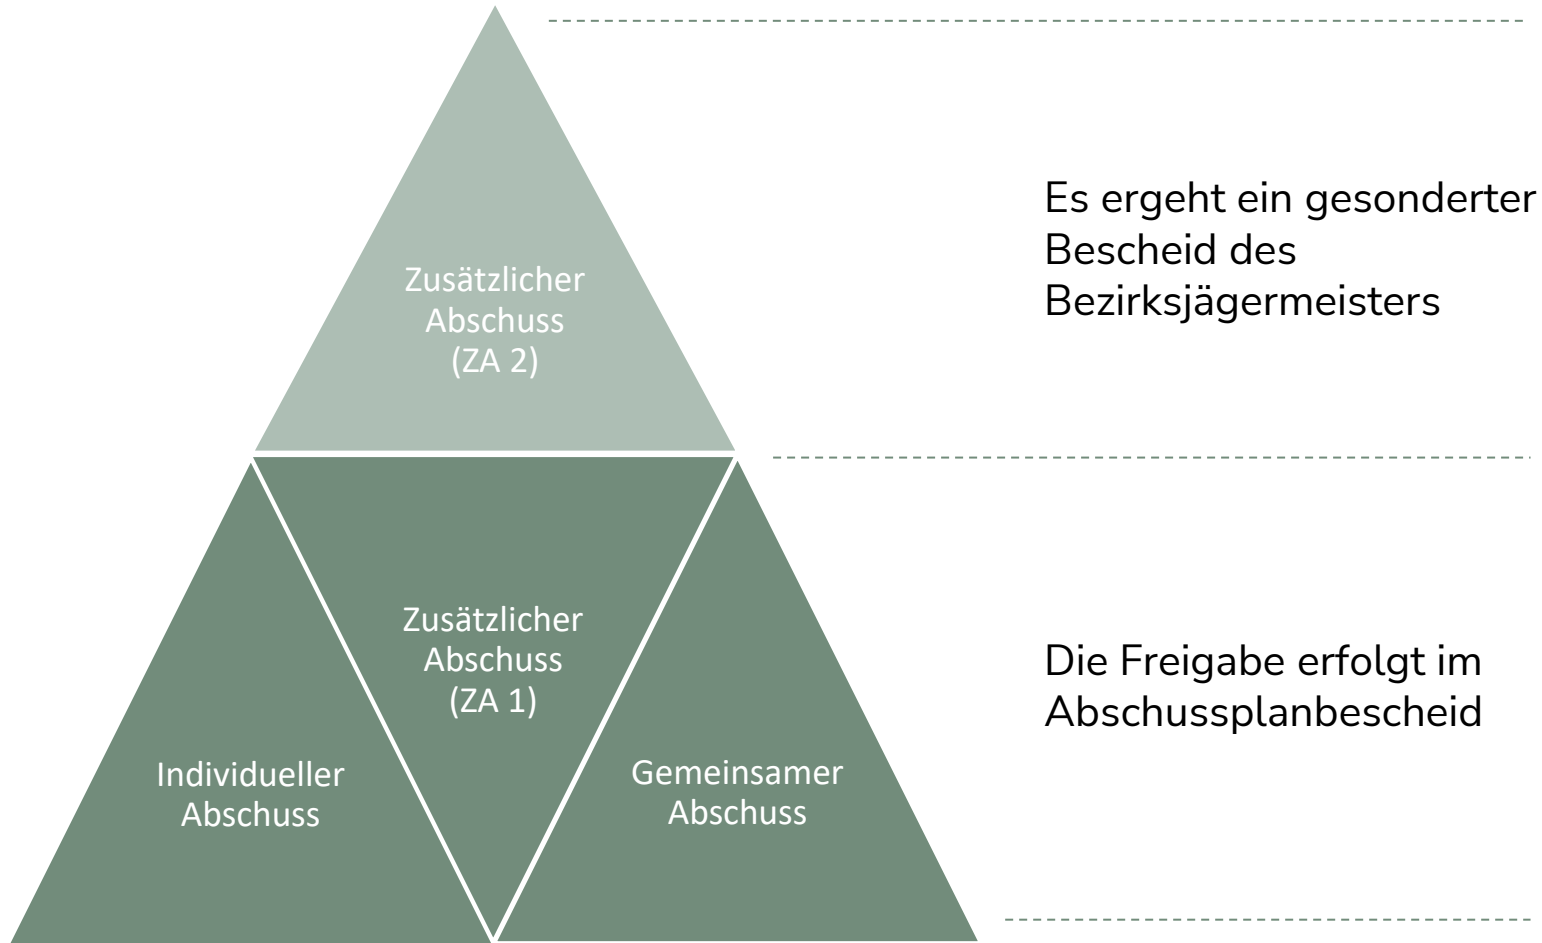 Zusätzlicher
Abschuss
(ZA 2)
Es ergeht ein gesonderter
Bescheid des
Bezirksjägermeisters
Zusätzlicher
Abschuss
(ZA 1)
Individueller
Abschuss
Gemeinsamer
Abschuss
Die Freigabe erfolgt im
Abschussplanbescheid